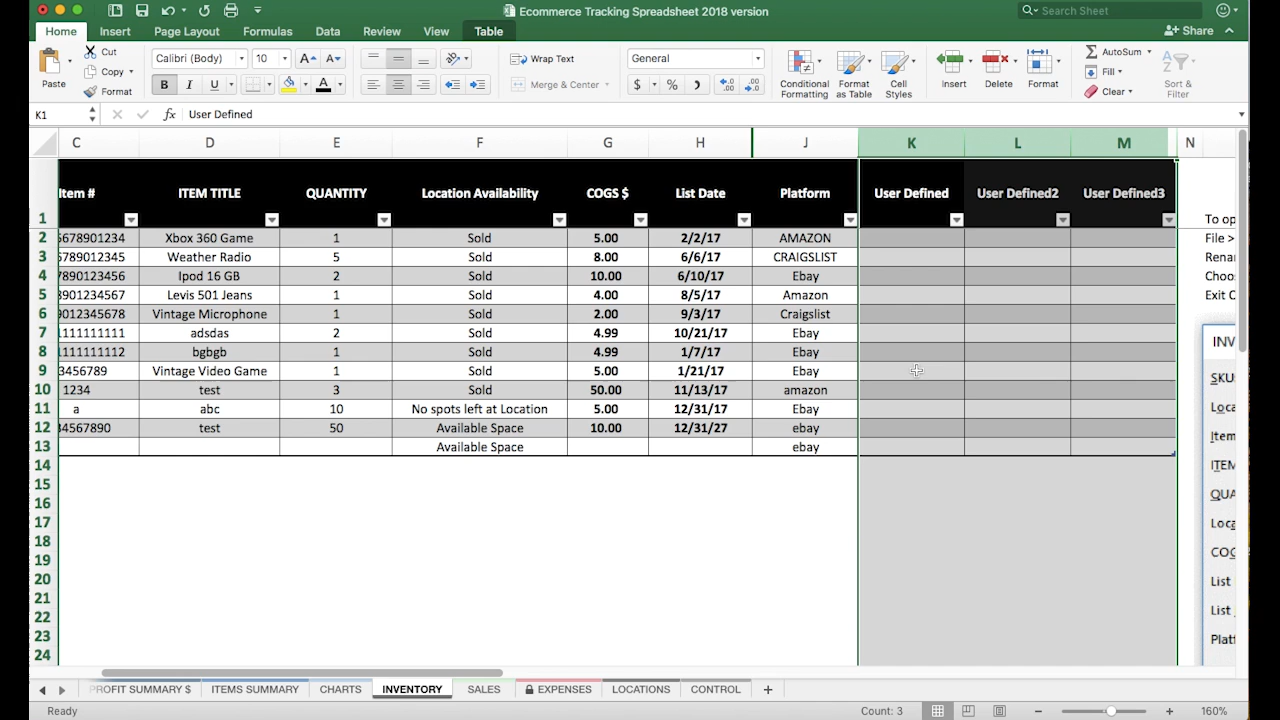 Ecommerce Tracking Spreadsheet 2018 version
Search Sheet
Home Insert Page Layout Formulas Data Review View Table
Share
Paste
Cut
Copy
Format
Calibri (Body) 10
B I U
Wrap Text
Merge & Center
General
$ % )
Conditional Formatting
Format as Table
Cell Styles
Insert
Delete
Format
AutoSum
Fill
Clear
Sort & Filter
K1 fx User Defined
C D E F G H J K L M N
1 Item # ITEM TITLE QUANTITY Location Availability COGS $ List Date Platform User Defined User Defined2 User Defined3 To op
2 5678901234 Xbox 360 Game 1 Sold 5.00 2/2/17 AMAZON File >
3 6789012345 Weather Radio 5 Sold 8.00 6/6/17 CRAIGSLIST Rena
4 7890123456 Ipod 16 GB 2 Sold 10.00 6/10/17 Ebay Choo
5 8901234567 Levis 501 Jeans 1 Sold 4.00 8/5/17 Amazon Exit
6 9012345678 Vintage Microphone 1 Sold 2.00 9/3/17 Craigslist
7 1111111111 adsdas 2 Sold 4.99 10/21/17 Ebay
8 1111111112 bgbgb 1 Sold 4.99 1/7/17 Ebay
9 3456789 Vintage Video Game 1 Sold 5.00 1/21/17 Ebay
10 1234 test 3 Sold 50.00 11/13/17 amazon
11 a abc 10 No spots left at Location 5.00 12/31/17 Ebay
12 34567890 test 50 Available Space 10.00 12/31/27 ebay
13 Available Space ebay
14
15
16
17
18
19
20
21
22
23
24
INV
SKU
Loca
Item
ITEM
QUA
Loca
COG
List
List
Platf
PROFIT SUMMARY $ ITEMS SUMMARY CHARTS INVENTORY SALES EXPENSES LOCATIONS CONTROL +
Ready Count: 3 160%